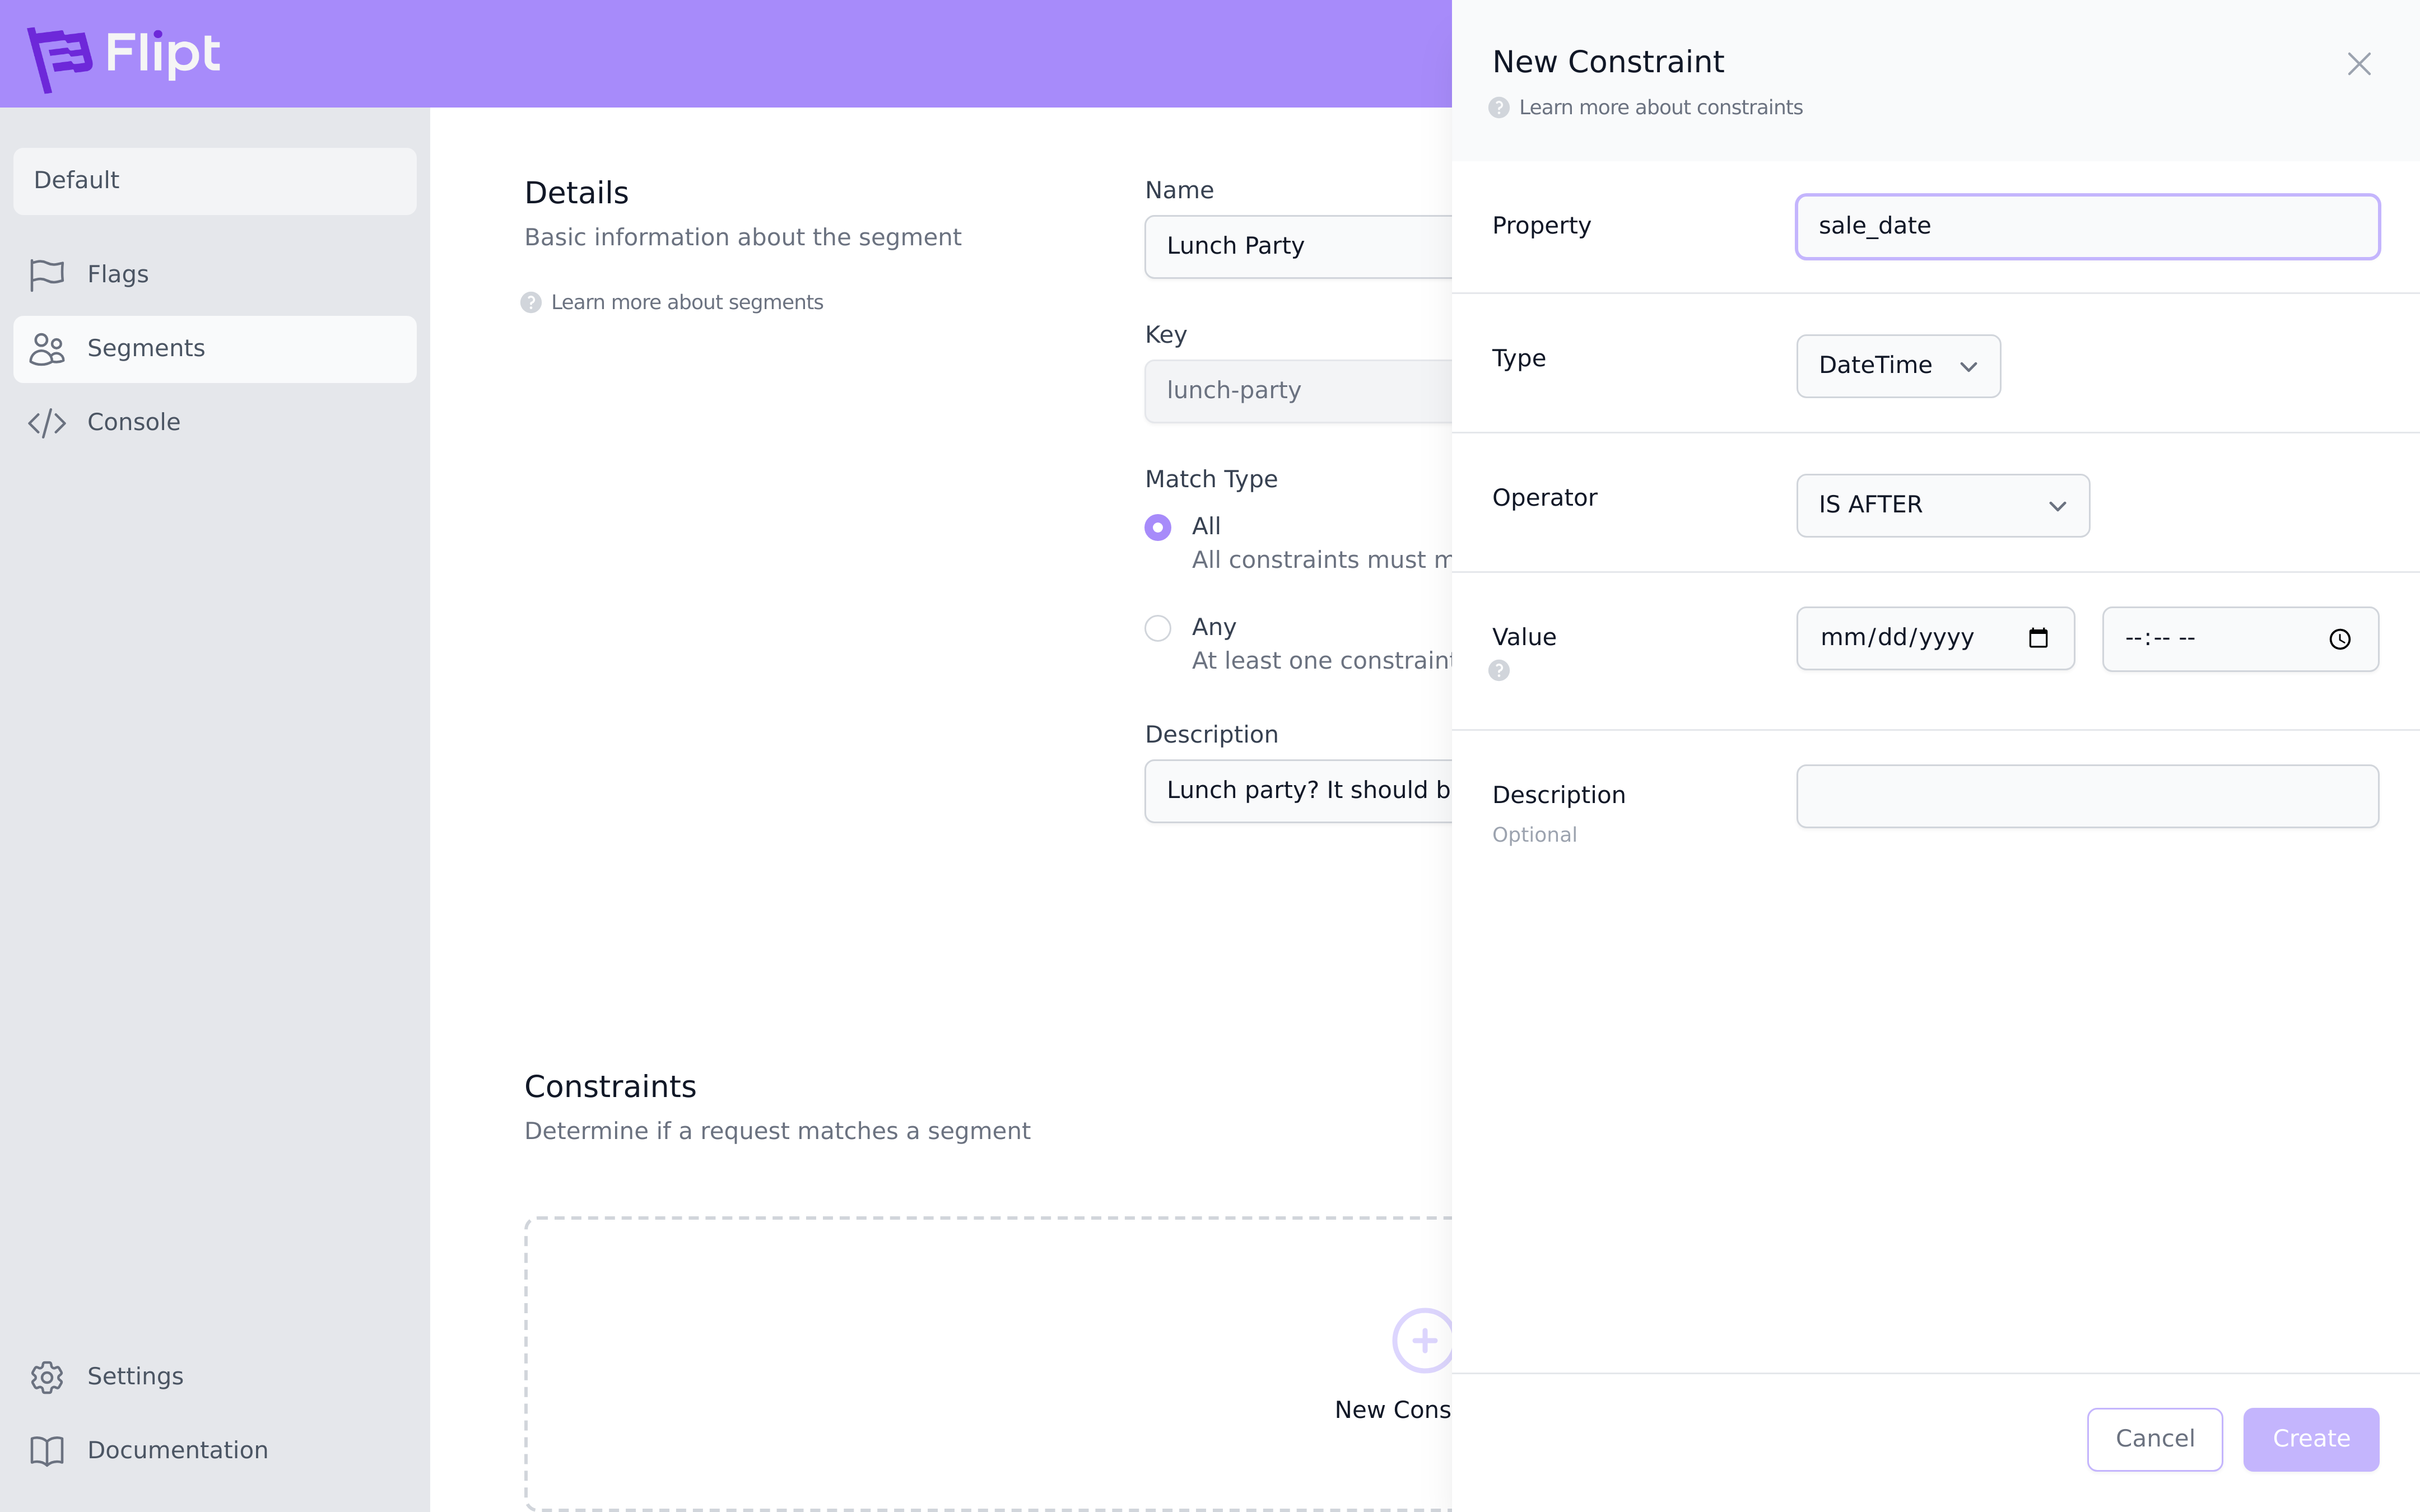 Flipt
Default
Flags
Segments
Console
Settings
Documentation
Details
Basic information about the segment
Learn more about segments
Name
Lunch Party
Key
lunch-party
Match Type
All
All constraints must m
Any
At least one constraint
Description
Lunch party? It should b
Constraints
Determine if a request matches a segment
New Cons
New Constraint
Learn more about constraints
Property
sale_date
Type
DateTime
Operator
IS AFTER
Value
mm/dd/yyyy
--:-- --
Description
Optional
Cancel
Create